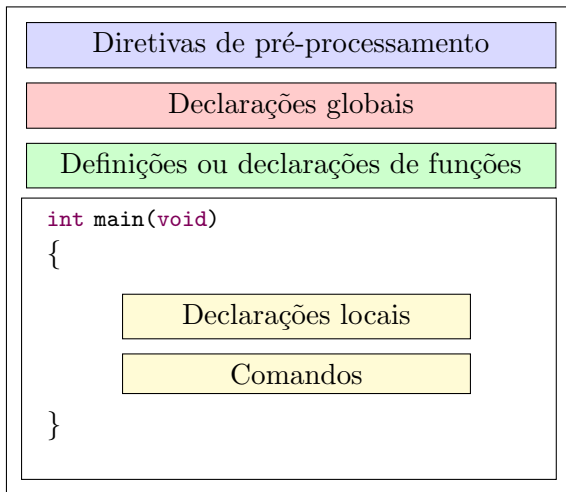 Diretivas de pré-processamento
Declarações globais
Definições ou declarações de funções
int main(void)
{
Declarações locais
Comandos
}